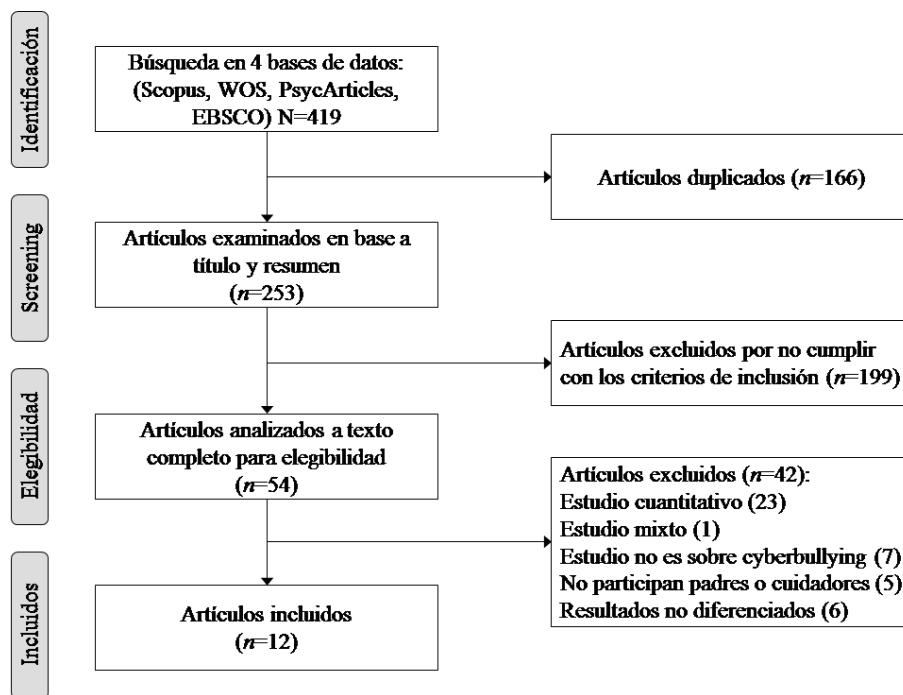 Identificación
Búsqueda en 4 bases de datos:
(Scopus, WOS, PsycArticles,
EBSCO) N=419
Artículos duplicados (n=166)
Screening
Artículos examinados en base a
título y resumen
(n=253)
Artículos excluidos por no cumplir
con los criterios de inclusión (n=199)
Elegibilidad
Artículos analizados a texto
completo para elegibilidad
(n=54)
Artículos excluidos (n=42):
Estudio cuantitativo (23)
Estudio mixto (1)
Estudio no es sobre cyberbullying (7)
No participan padres o cuidadores (5)
Resultados no diferenciados (6)
Incluidos
Artículos incluidos
(n=12)